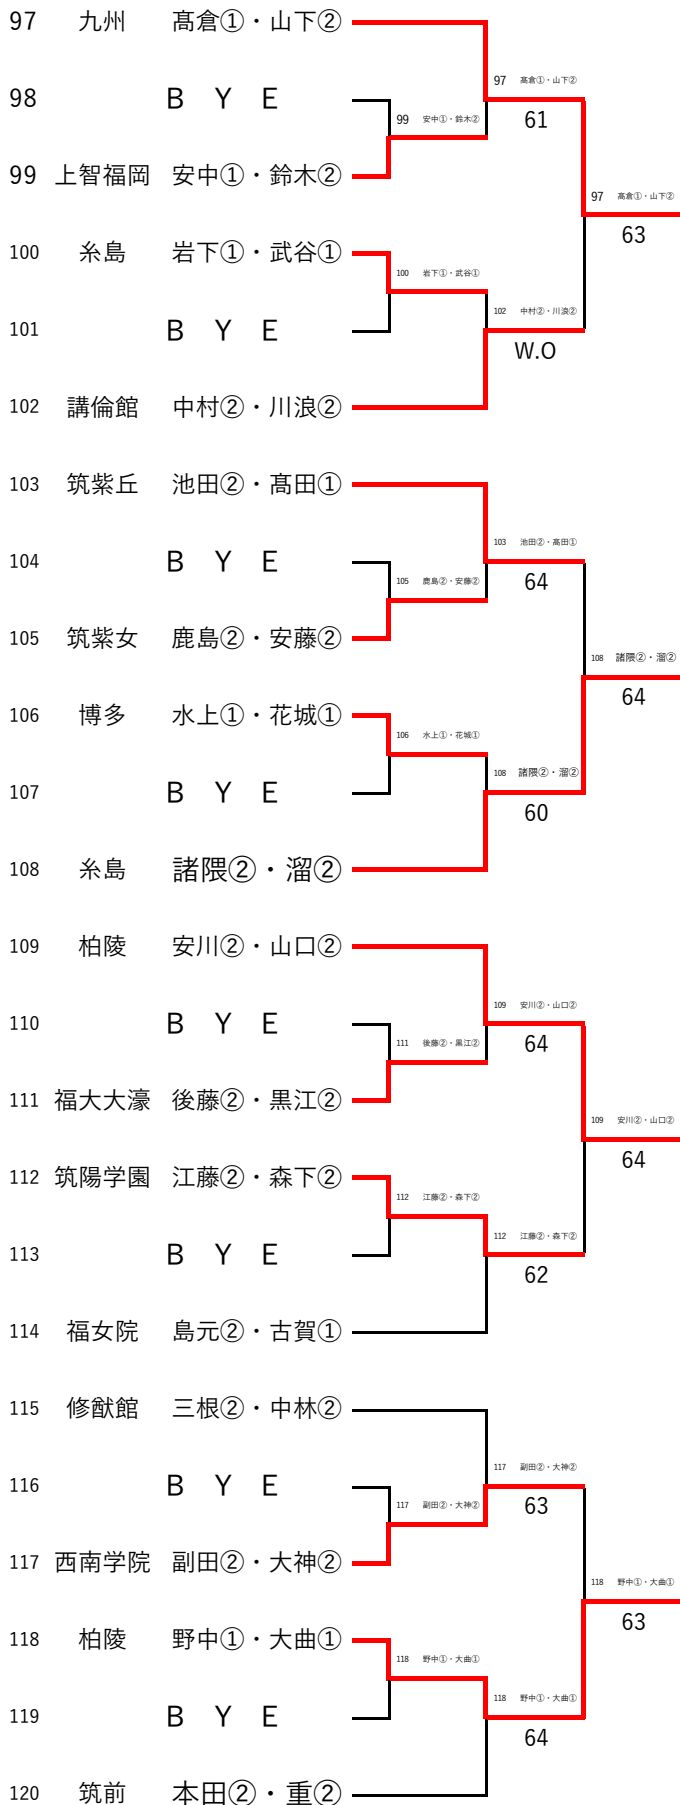 97 九州 髙倉①・山下②
97 髙倉①・山下②
98 B Y E
61
99 安中①・鈴木②
99 上智福岡 安中①・鈴木②
97 髙倉①・山下②
63
100 糸島 岩下①・武谷①
100 岩下①・武谷①
102 中村②・川浪②
101 B Y E
W.O
102 講倫館 中村②・川浪②
103 筑紫丘 池田②・髙田①
103 池田②・髙田①
104 B Y E
64
105 鹿島②・安藤②
105 筑紫女 鹿島②・安藤②
108 諸隈②・溜②
64
106 博多 水上①・花城①
106 水上①・花城①
108 諸隈②・溜②
107 B Y E
60
108 糸島 諸隈②・溜②
109 柏陵 安川②・山口②
109 安川②・山口②
110 B Y E
64
111 後藤②・黒江②
111 福大大濠 後藤②・黒江②
109 安川②・山口②
64
112 筑陽学園 江藤②・森下②
112 江藤②・森下②
112 江藤②・森下②
113 B Y E
62
114 福女院 島元②・古賀①
115 修猷館 三根②・中林②
117 副田②・大神②
116 B Y E
63
117 副田②・大神②
117 西南学院 副田②・大神②
118 野中①・大曲①
63
118 柏陵 野中①・大曲①
118 野中①・大曲①
118 野中①・大曲①
119 B Y E
64
120 筑前 本田②・重②